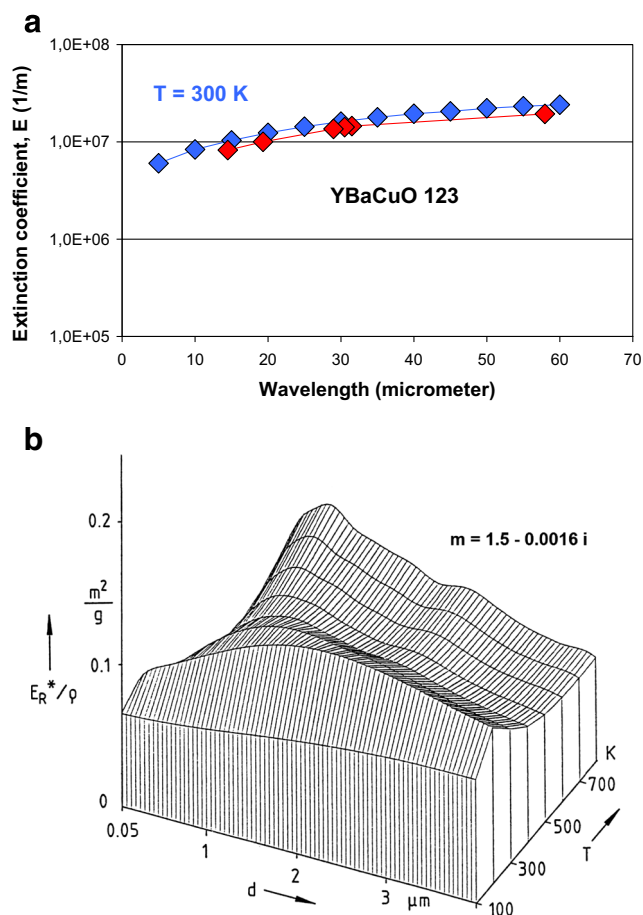 a
1,0E+08
T = 300 K
1,0E+07
YBaCuO 123
1,0E+06
1,0E+05
Extinction coefficient, E (1/m)
0 10 20 30 40 50 60 70
Wavelength (micrometer)
b
0.2
m = 1.5 - 0.0016 i
m²
g
0.1
E_R*/ρ
0
K
700
500
T
300
100
0.05
1
2
3 μm
d